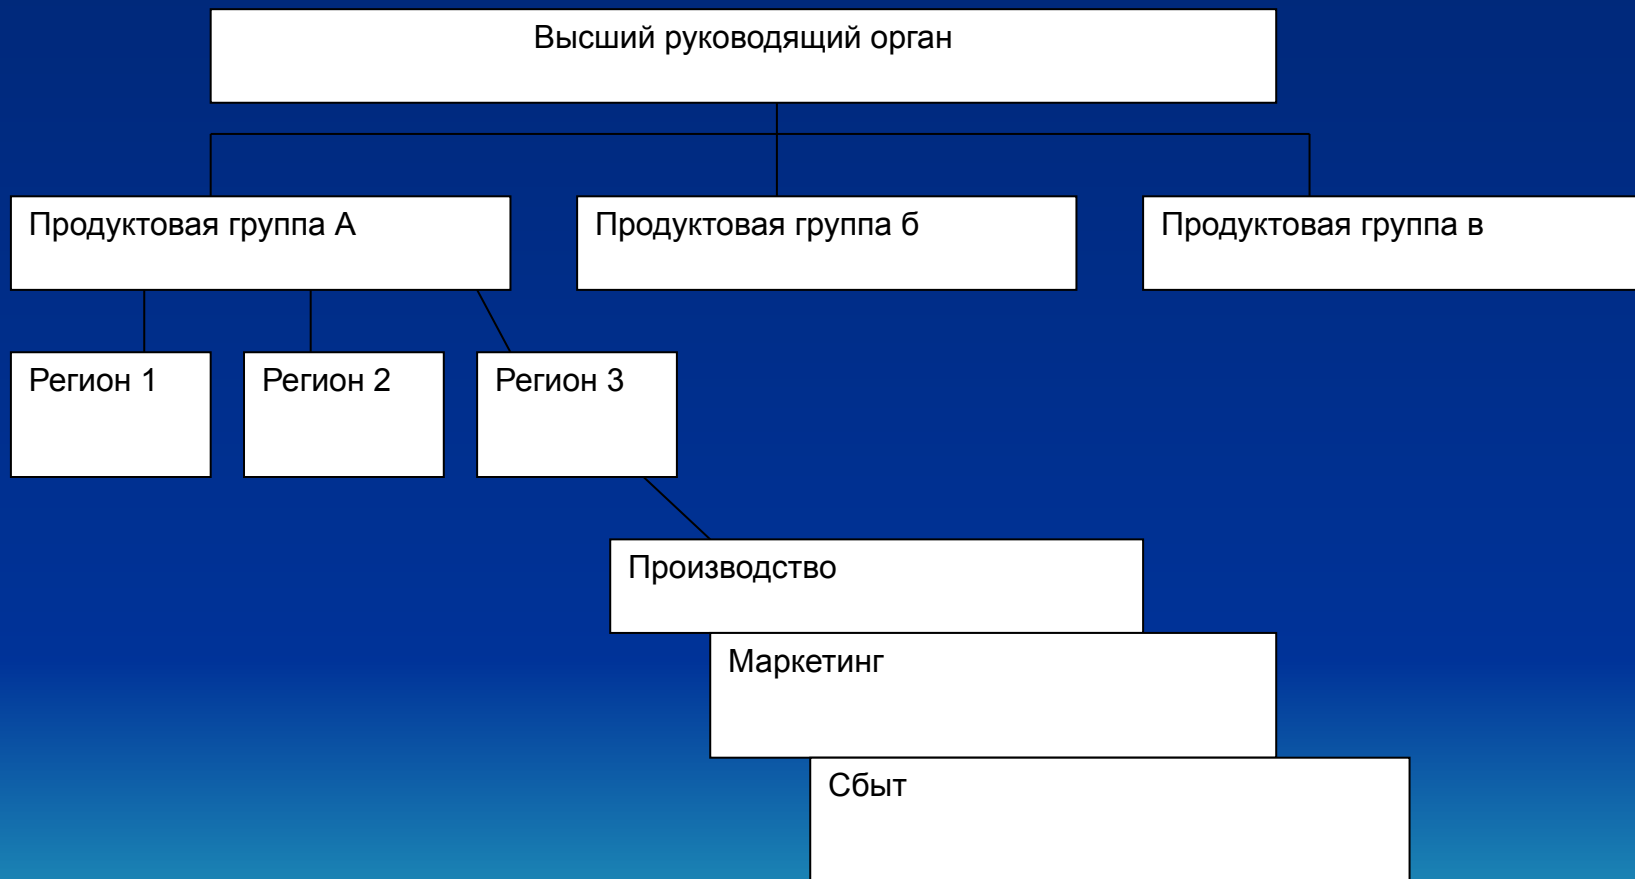 Высший руководящий орган
Продуктовая группа А
Продуктовая группа б
Продуктовая группа в
Регион 1
Регион 2
Регион 3
Производство
Маркетинг
Сбыт